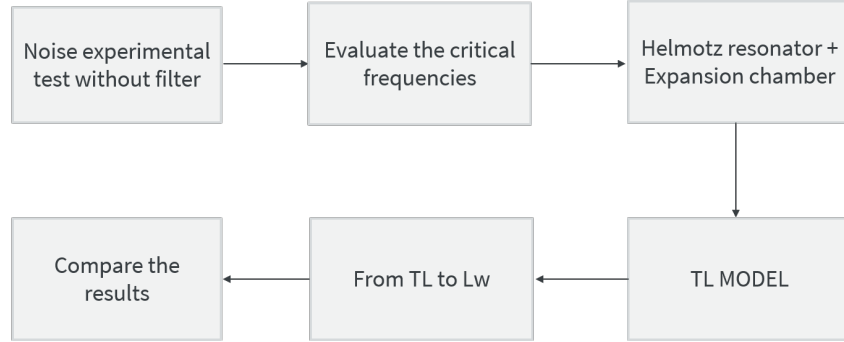 Noise experimental
test without filter
Evaluate the critical
frequencies
Helmotz resonator +
Expansion chamber
TL MODEL
From TL to Lw
Compare the
results